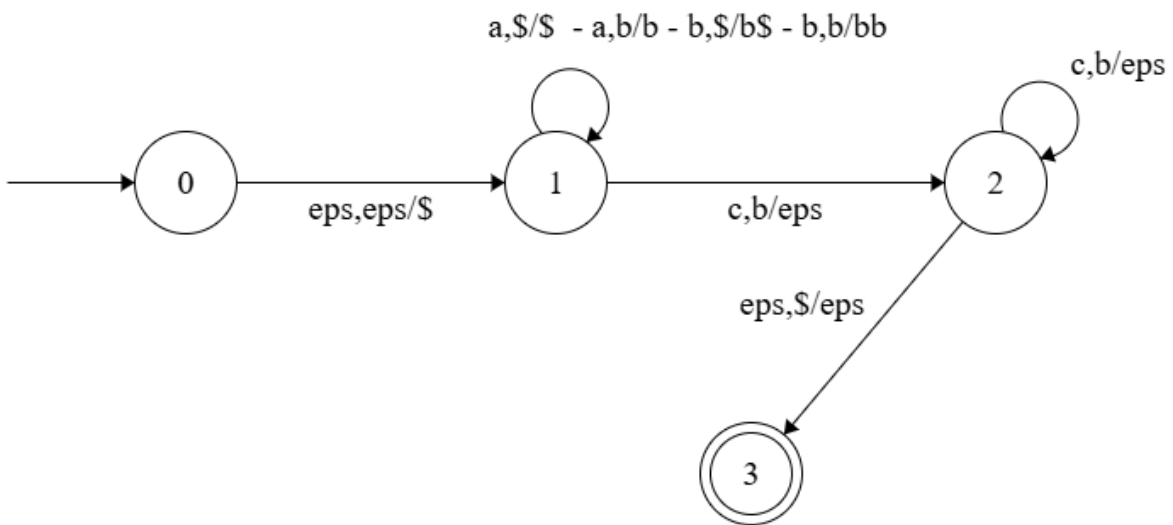 a,$/$ - a,b/b - b,$/b$ - b,b/bb
c,b/eps
0
1
2
eps,eps/$
c,b/eps
eps,$/eps
3